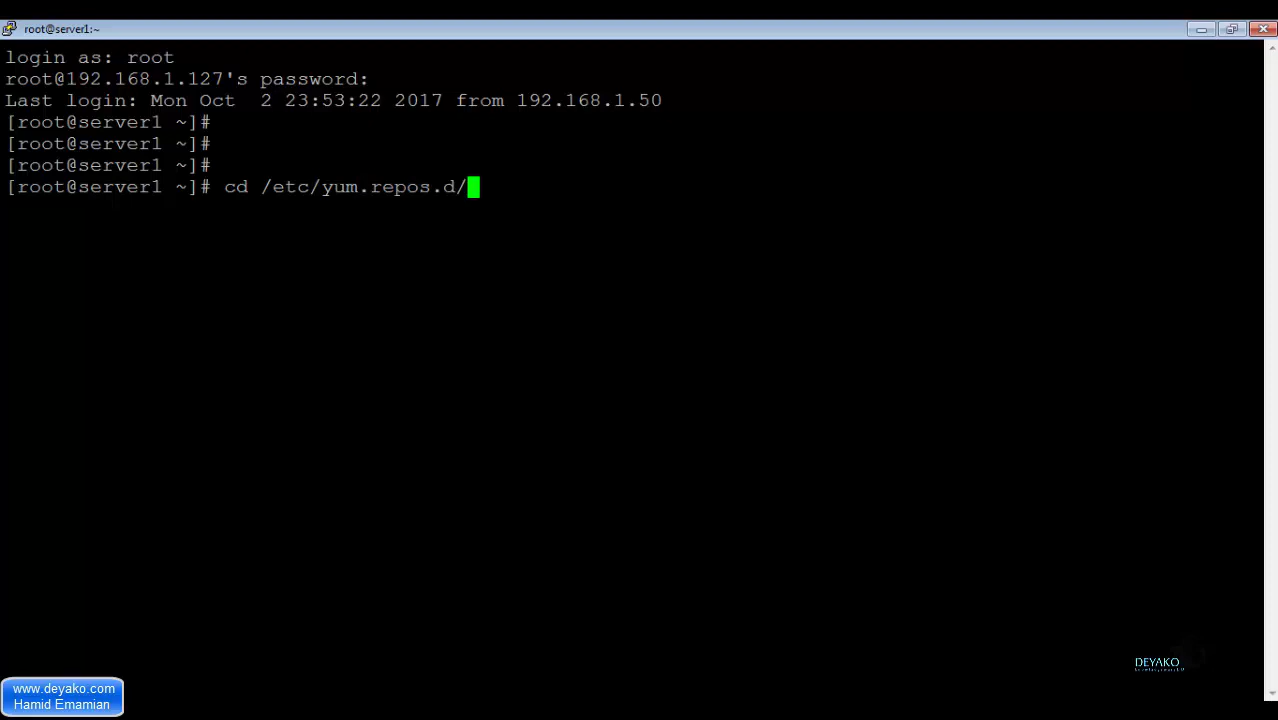 root@server1:~
login as: root
root@192.168.1.127's password:
Last login: Mon Oct  2 23:53:22 2017 from 192.168.1.50
[root@server1 ~]#
[root@server1 ~]#
[root@server1 ~]#
[root@server1 ~]# cd /etc/yum.repos.d/
DEYAKO
www.deyako.com
Hamid Emamian